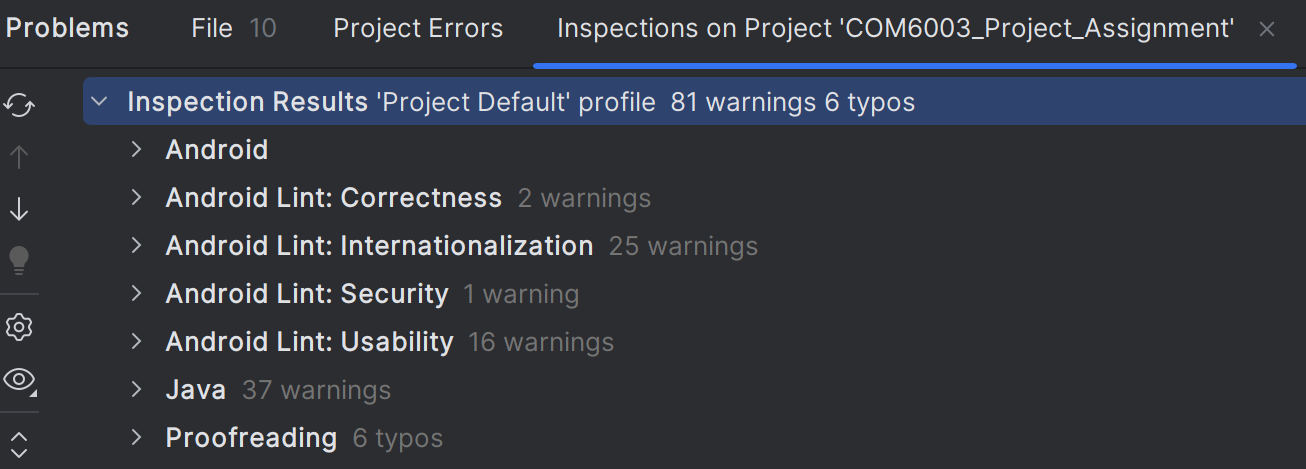 Problems File 10 Project Errors Inspections on Project 'COM6003_Project_Assignment'
Inspection Results 'Project Default' profile 81 warnings 6 typos
Android
Android Lint: Correctness 2 warnings
Android Lint: Internationalization 25 warnings
Android Lint: Security 1 warning
Android Lint: Usability 16 warnings
Java 37 warnings
Proofreading 6 typos